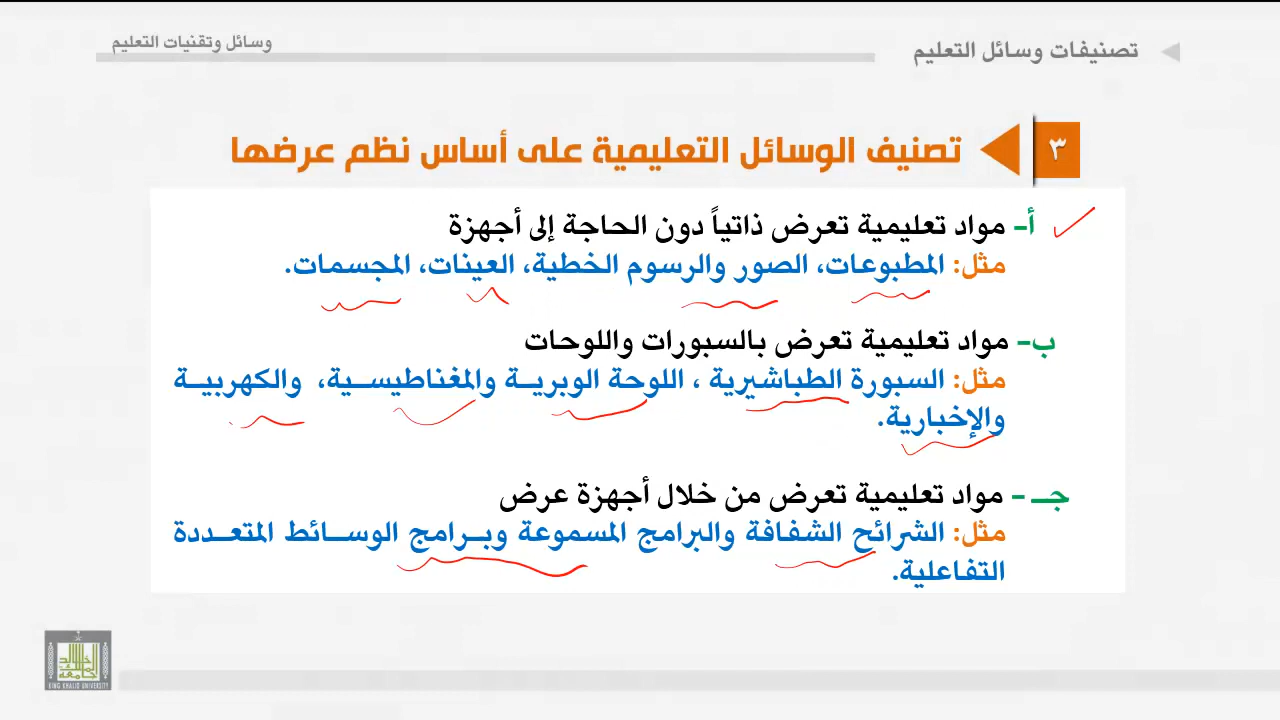 وسائل وتقنيات التعليم
تصنيفات وسائل التعليم
٣
تصنيف الوسائل التعليمية على أساس نظم عرضها
أ- مواد تعليمية تعرض ذاتياً دون الحاجة إلى أجهزة
مثل: المطبوعات، الصور والرسوم الخطية، العينات، المجسمات.
ب- مواد تعليمية تعرض بالسبورات واللوحات
مثل: السبورة الطباشيرية ، اللوحة الوبرية والمغناطيسية، والكهربية
والإخبارية.
جـ - مواد تعليمية تعرض من خلال أجهزة عرض
مثل: الشرائح الشفافة والبرامج المسموعة وبرامج الوسائط المتعددة
التفاعلية.
KING KHALID UNIVERSITY